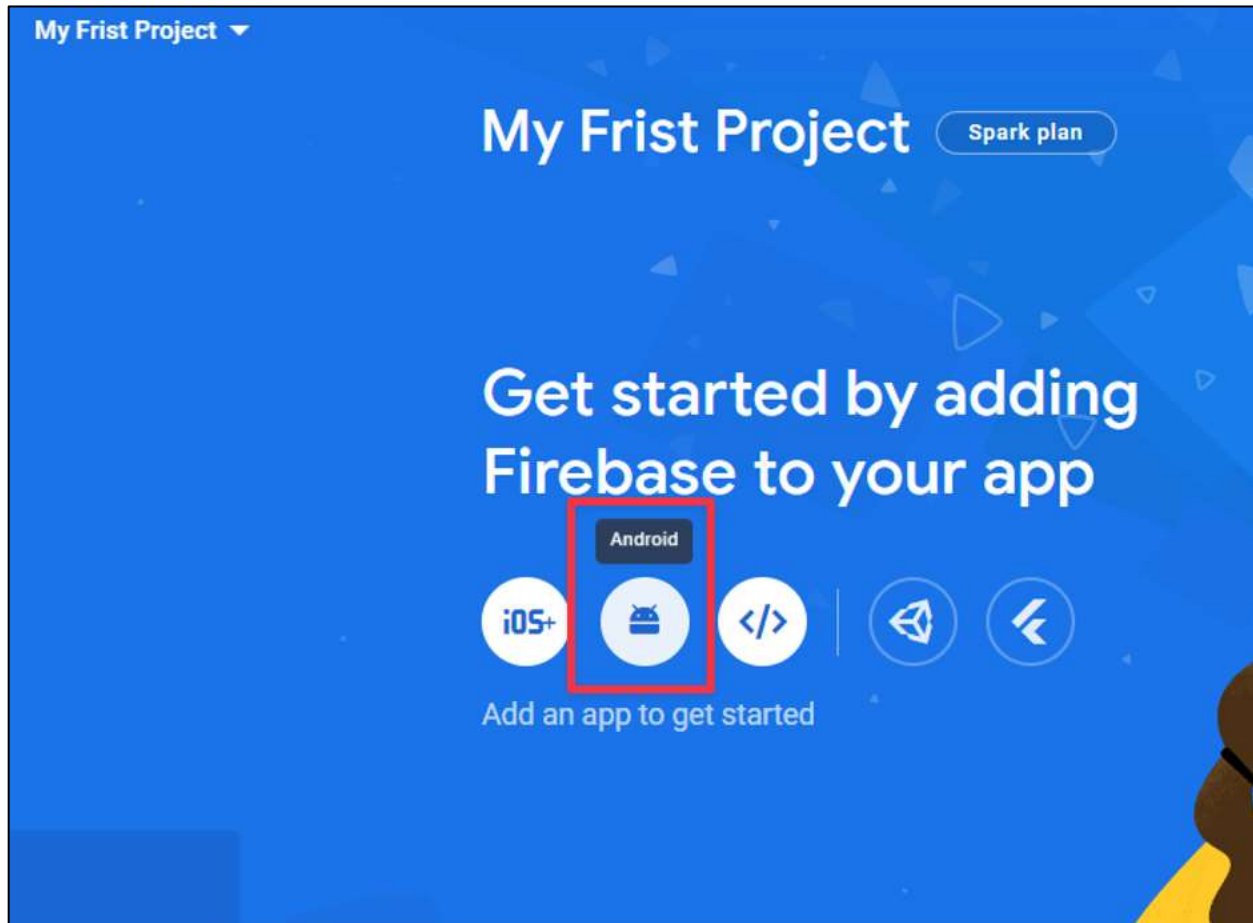 My Frist Project
My Frist Project Spark plan
Get started by adding
Firebase to your app
Android
iOS+ </>
Add an app to get started